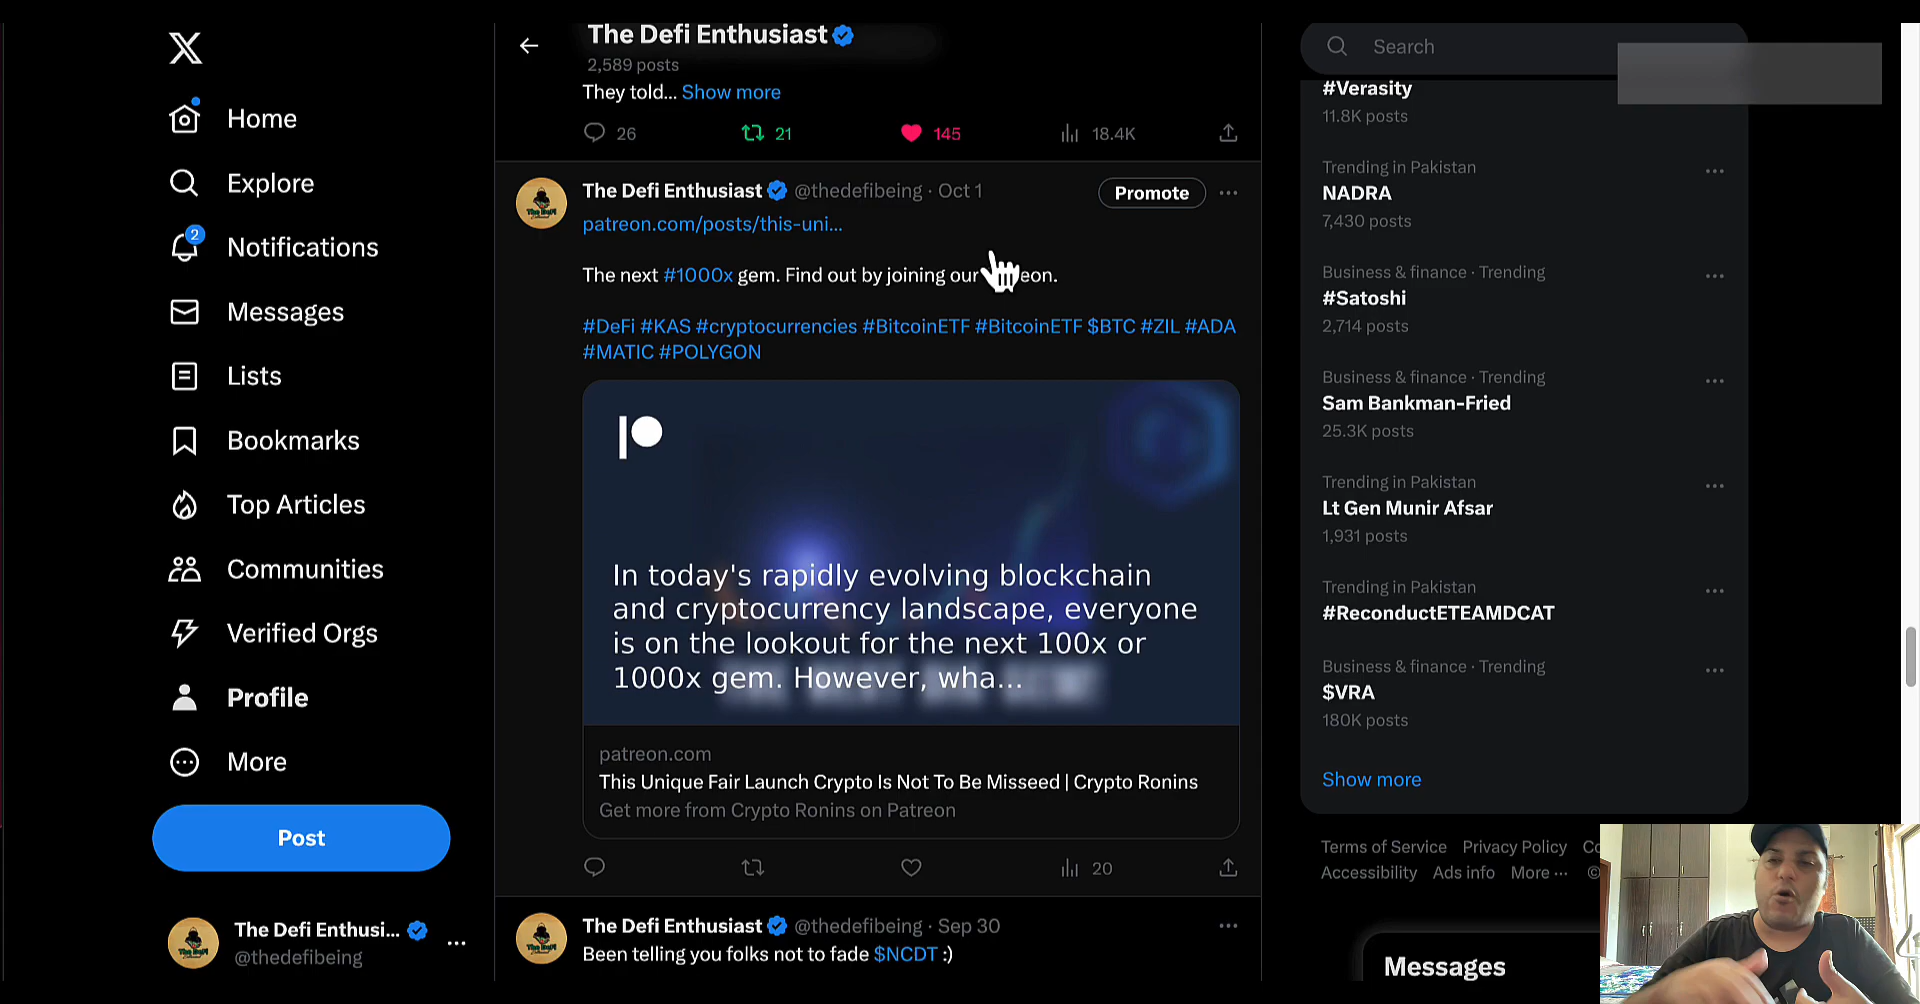 Home
Explore
2
Notifications
Messages
Lists
Bookmarks
Top Articles
Communities
Verified Orgs
Profile
More
Post
The Defi Enthusi...
@thedefibeing
The Defi Enthusiast
2,589 posts
They told... Show more
26
21
145
18.4K
The Defi Enthusiast @thedefibeing · Oct 1
Promote
patreon.com/posts/this-uni...
The next #1000x gem. Find out by joining our eon.
#DeFi #KAS #cryptocurrencies #BitcoinETF #BitcoinETF $BTC #ZIL #ADA
#MATIC #POLYGON
In today's rapidly evolving blockchain
and cryptocurrency landscape, everyone
is on the lookout for the next 100x or
1000x gem. However, wha...
patreon.com
This Unique Fair Launch Crypto Is Not To Be Misseed | Crypto Ronins
Get more from Crypto Ronins on Patreon
20
The Defi Enthusiast @thedefibeing · Sep 30
Been telling you folks not to fade $NCDT :)
Search
#Verasity
11.8K posts
Trending in Pakistan
NADRA
7,430 posts
Business & finance · Trending
#Satoshi
2,714 posts
Business & finance · Trending
Sam Bankman-Fried
25.3K posts
Trending in Pakistan
Lt Gen Munir Afsar
1,931 posts
Trending in Pakistan
#ReconductETEAMDCAT
Business & finance · Trending
$VRA
180K posts
Show more
Terms of Service Privacy Policy
Accessibility Ads info More ···
Messages